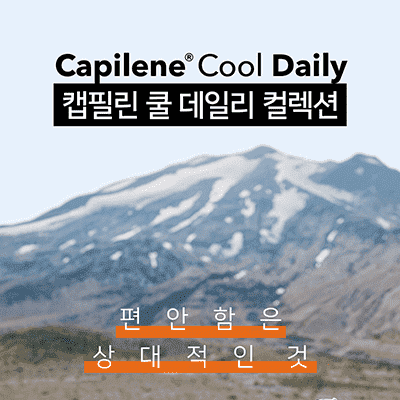 Capilene® Cool Daily
캡필린 쿨 데일리 컬렉션
편 안 함 은
상 대 적 인 것